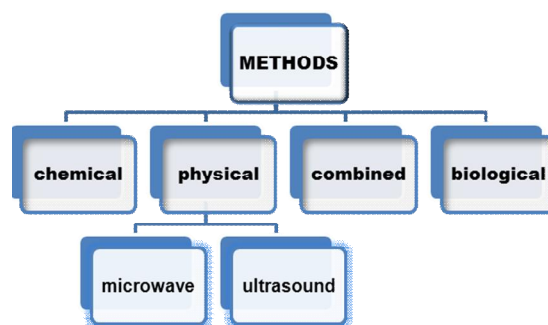 METHODS
chemical
physical
combined
biological
microwave
ultrasound